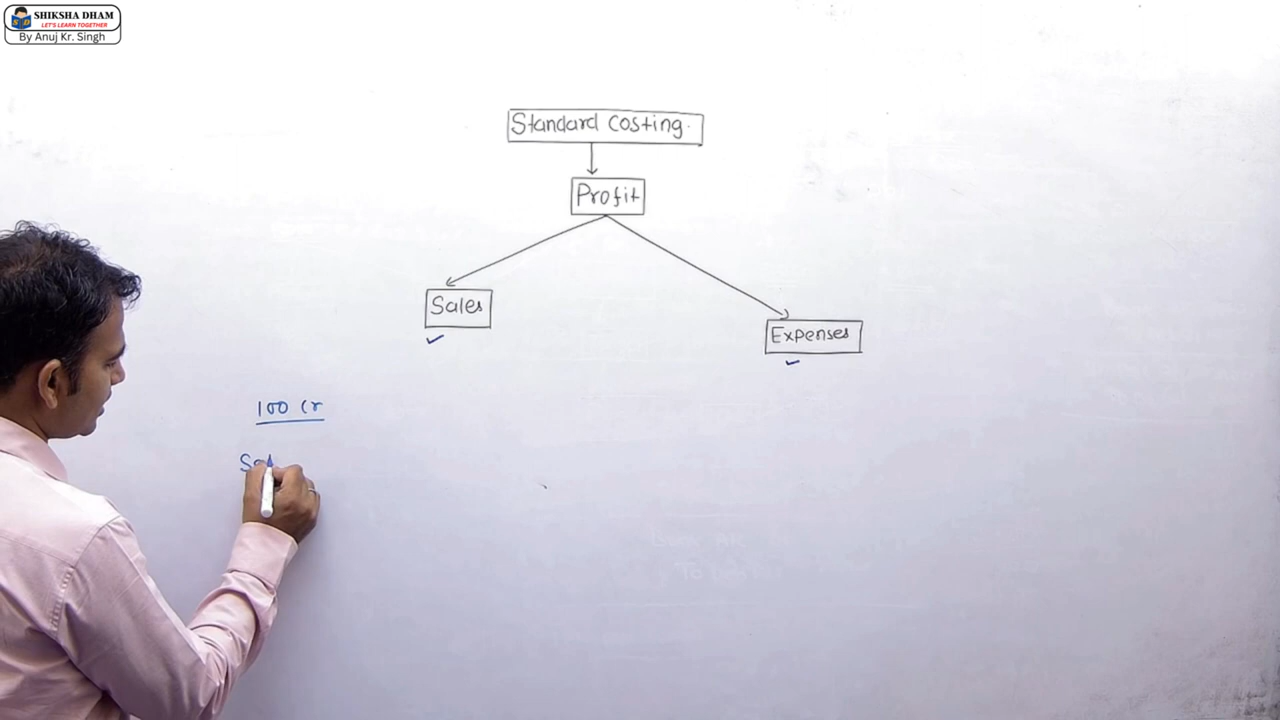 SHIKSHA DHAM
LET'S LEARN TOGETHER
By Anuj Kr. Singh
Standard Costing.
Profit
Sales
Expenses
100 Cr